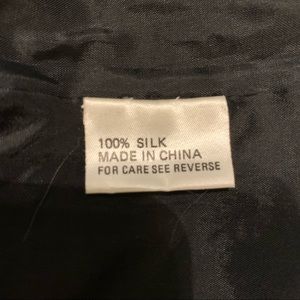 100% SILK
MADE IN CHINA
FOR CARE SEE REVERSE